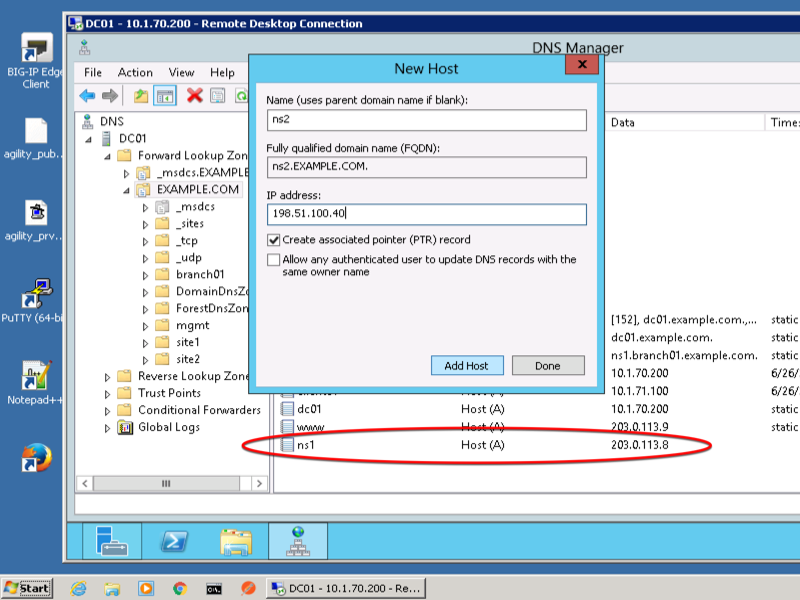 DC01 - 10.1.70.200 - Remote Desktop Connection
DNS Manager
File Action View Help
BIG-IP Edge
Client
agility_pub...
agility_prv...
PuTTY (64-bi
Notepad++
DNS
DC01
Forward Lookup Zon
_msdcs.EXAMPLE
EXAMPLE.COM
_msdcs
_sites
_tcp
_udp
branch01
DomainDnsZo
ForestDnsZon
mgmt
site1
site2
Reverse Lookup Zone
Trust Points
Conditional Forwarders
Global Logs
New Host
x
Name (uses parent domain name if blank):
ns2
Fully qualified domain name (FQDN):
ns2.EXAMPLE.COM.
IP address:
198.51.100.40
Create associated pointer (PTR) record
Allow any authenticated user to update DNS records with the
same owner name
Add Host Done
Data Time
[152], dc01.example.com.,... static
dc01.example.com. static
ns1.branch01.example.com. static
10.1.70.200 6/26/
10.1.71.100 6/26/
dc01 Host (A) 10.1.70.200 static
www Host (A) 203.0.113.9 static
ns1 Host (A) 203.0.113.8
Start
DC01 - 10.1.70.200 - Re...